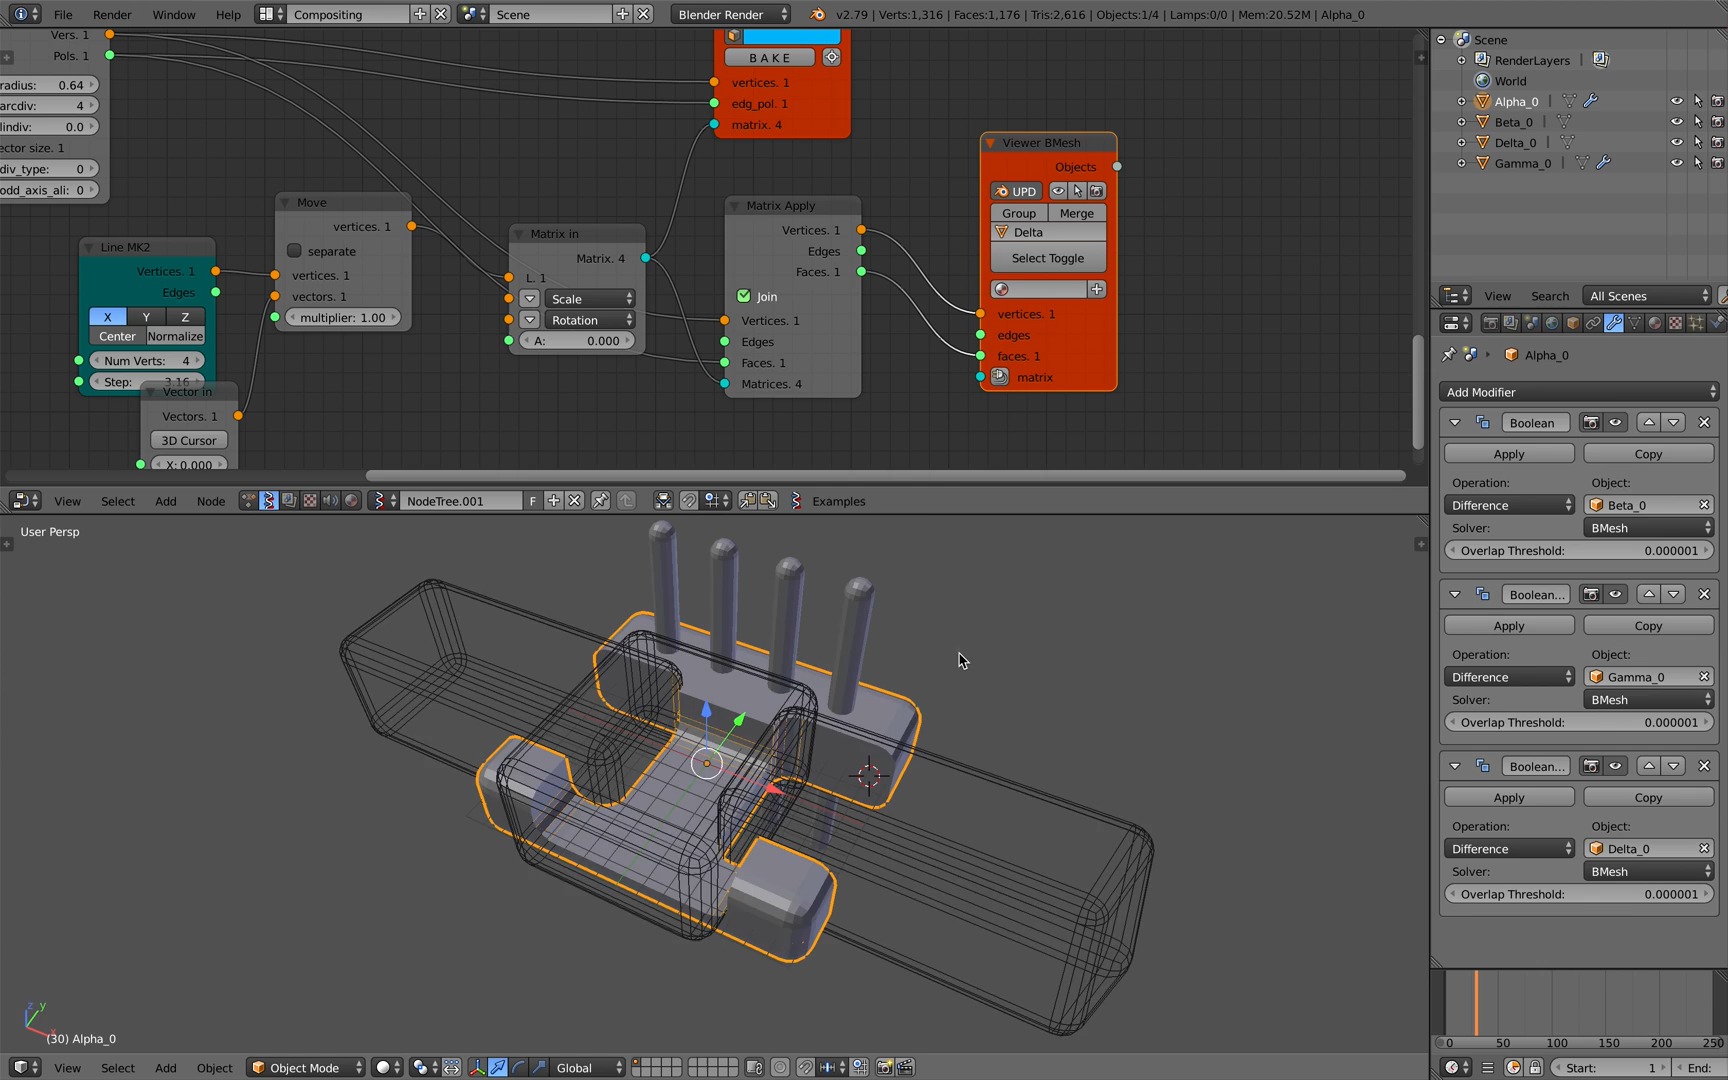 File Render Window Help Compositing Scene Blender Render v2.79 | Verts:1,316 | Faces:1,176 | Tris:2,616 | Objects:1/4 | Lamps:0/0 | Mem:20.52M | Alpha_0
Vers. 1
Pols. 1
radius: 0.64
arcdiv: 4
lindiv: 0.0
ector size. 1
div_type: 0
odd_axis_ali: 0
Line MK2
Vertices. 1
Edges
X Y Z
Center Normalize
Num Verts: 4
Step: 3.16
Vector in
Vectors. 1
3D Cursor
X: 0.000
Move
vertices. 1
separate
vertices. 1
vectors. 1
multiplier: 1.00
Matrix in
Matrix. 4
L. 1
Scale
Rotation
A: 0.000
BAKE
vertices. 1
edg_pol. 1
matrix. 4
Matrix Apply
Vertices. 1
Edges
Faces. 1
Join
Vertices. 1
Edges
Faces. 1
Matrices. 4
Viewer BMesh
Objects
UPD
Group Merge
Delta
Select Toggle
vertices. 1
edges
faces. 1
matrix
View Select Add Node NodeTree.001 F Examples
User Persp
z y
(30) Alpha_0
View Select Add Object Object Mode Global
Scene
RenderLayers |
World
Alpha_0 |
Beta_0 |
Delta_0 |
Gamma_0 |
View Search All Scenes
Alpha_0
Add Modifier
Boolean
Apply Copy
Operation: Object:
Difference Beta_0
Solver: BMesh
Overlap Threshold: 0.000001
Boolean...
Apply Copy
Operation: Object:
Difference Gamma_0
Solver: BMesh
Overlap Threshold: 0.000001
Boolean...
Apply Copy
Operation: Object:
Difference Delta_0
Solver: BMesh
Overlap Threshold: 0.000001
0 50 100 150 200 250
Start: 1 End: